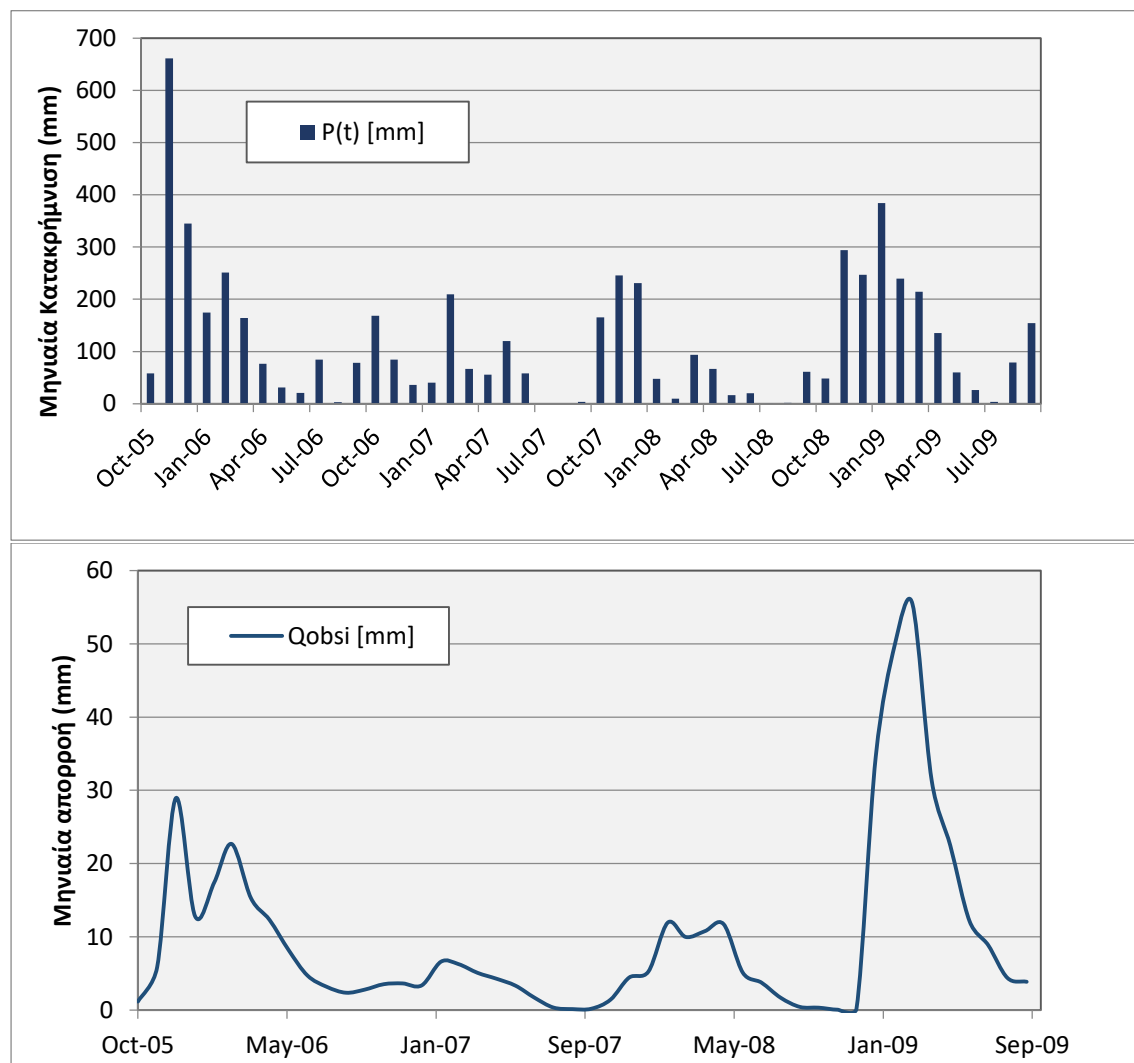 700
600
500
400
300
200
100
0
Μηνιαία Κατακρήμνιση (mm)
P(t) [mm]
Oct-05
Jan-06
Apr-06
Jul-06
Oct-06
Jan-07
Apr-07
Jul-07
Oct-07
Jan-08
Apr-08
Jul-08
Oct-08
Jan-09
Apr-09
Jul-09
60
50
40
30
20
10
0
Μηνιαία απορροή (mm)
Qobsi [mm]
Oct-05
May-06
Jan-07
Sep-07
May-08
Jan-09
Sep-09